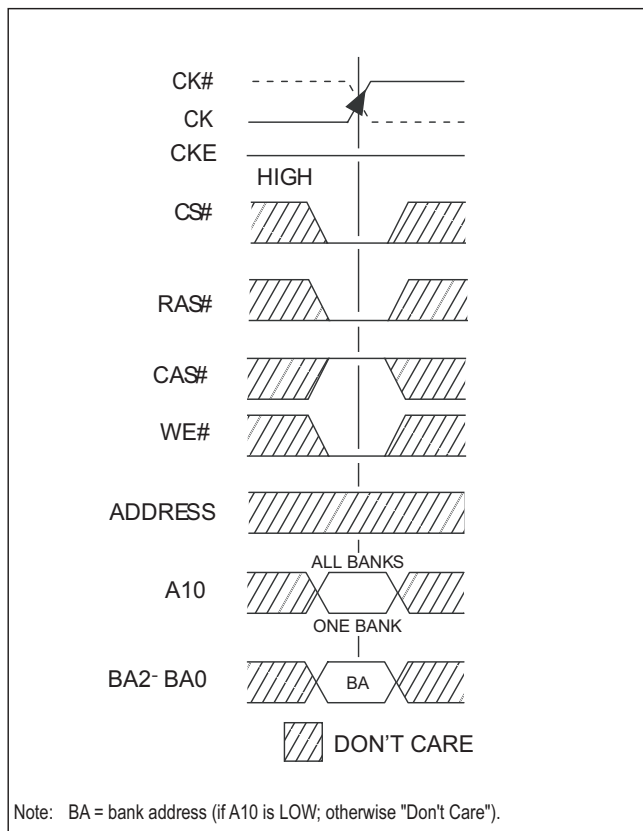 CK#
CK
CKE
HIGH
CS#
RAS#
CAS#
WE#
ADDRESS
ALL BANKS
A10
ONE BANK
BA2- BA0
BA
DON'T CARE
Note: BA = bank address (if A10 is LOW; otherwise "Don't Care").